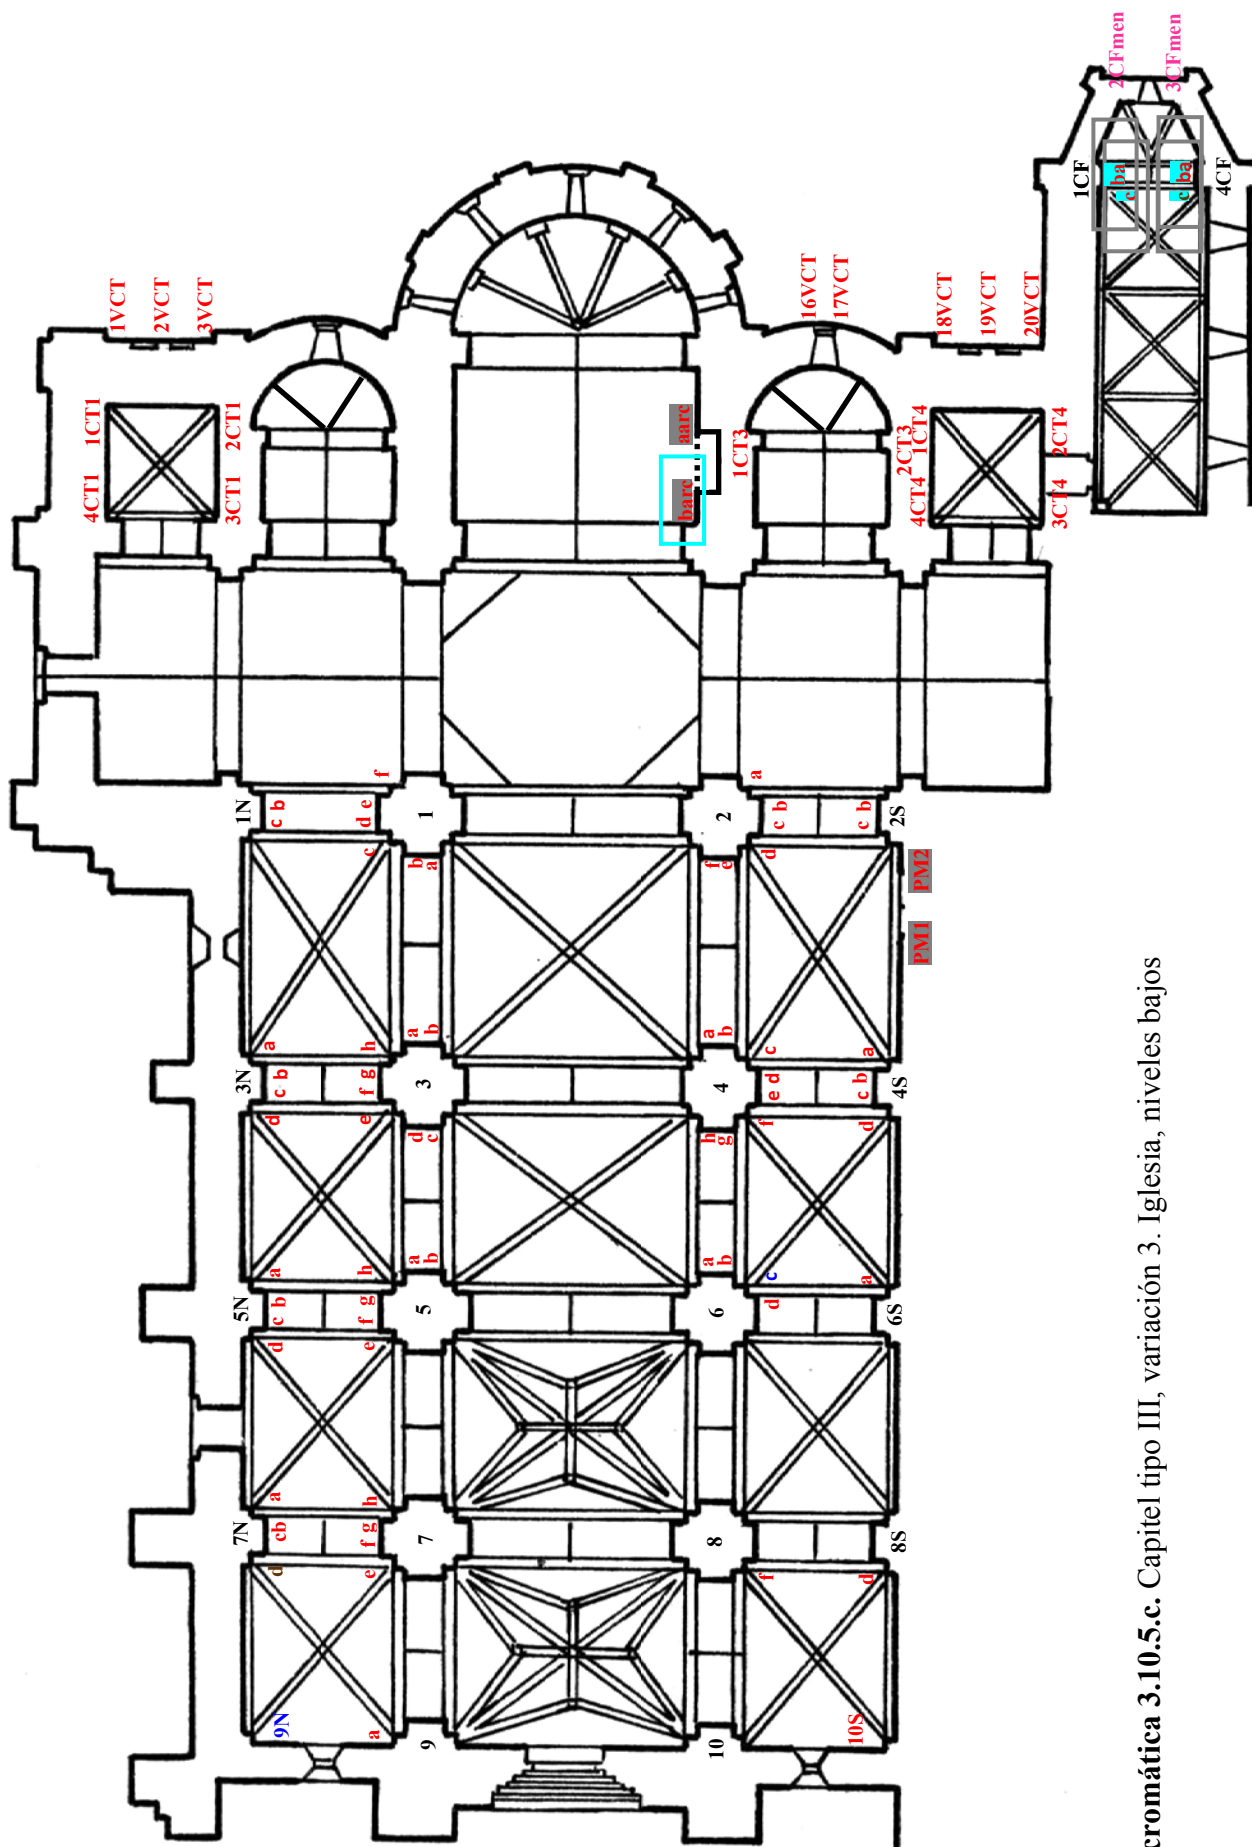 4CT1 1CT1
1VCT
2VCT
3VCT
3CT1 2CT1
7N 5N 3N 1N
9N d cb a d c b a d c b a c b
a e f g h e f g h e f g h c d e f
a d a b
9 7 5 3 1
b c b a
barc aarc
a h a f
10 8 6 4 2
b g b e
1CT3
f d c f e d c d c b a
16VCT
17VCT
10S d a d c b a c b
8S 6S 4S 2S
2CT3
4CT4 1CT4
PM1 PM2
18VCT
19VCT
20VCT
3CT4 2CT4
1CF
c ba 2CFmen
c ba 3CFmen
4CF
cromática 3.10.5.c. Capitel tipo III, variación 3. Iglesia, niveles bajos